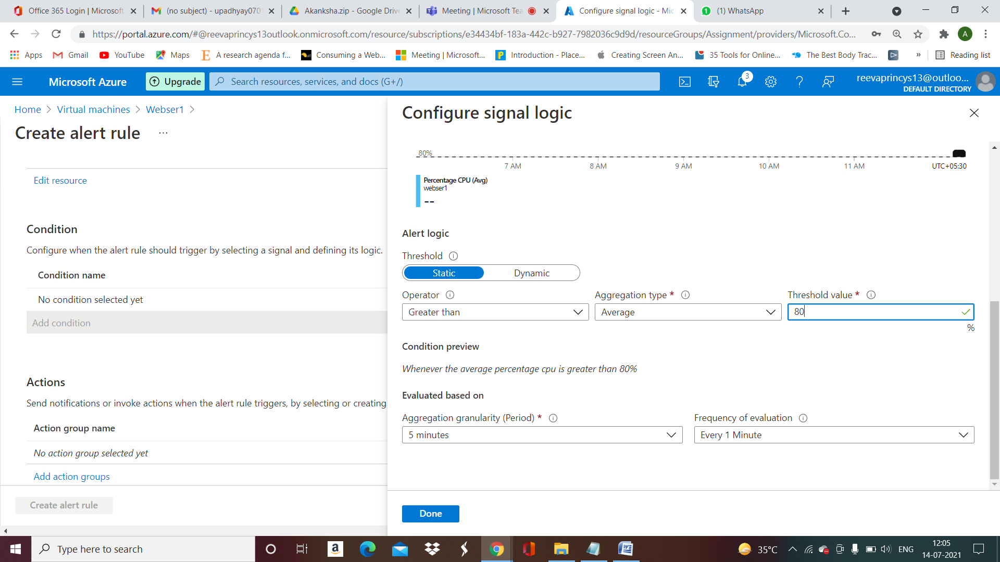 Office 365 Login | Microsoft
(no subject) - upadhyay070
Akanksha.zip - Google Drive
Meeting | Microsoft Tea
Configure signal logic - Mic
(1) WhatsApp
https://portal.azure.com/#@reevaprincys13outlook.onmicrosoft.com/resource/subscriptions/e34434bf-183a-442c-b927-7982036c9d9d/resourceGroups/Assignment/providers/Microsoft.Co...
A
Apps
Gmail
YouTube
Maps
A research agenda f...
Consuming a Web...
Meeting | Microsoft...
Introduction - Place...
Creating Screen An...
35 Tools for Online...
The Best Body Trac...
»
Reading list
Microsoft Azure
Upgrade
Search resources, services, and docs (G+/)
3
reevaprincys13@outloo...
DEFAULT DIRECTORY
Home > Virtual machines > Webser1 >
Create alert rule ...
Edit resource
Condition
Configure when the alert rule should trigger by selecting a signal and defining its logic.
Condition name
No condition selected yet
Add condition
Actions
Send notifications or invoke actions when the alert rule triggers, by selecting or creating
Action group name
No action group selected yet
Add action groups
Create alert rule
Configure signal logic
80%
7 AM 8 AM 9 AM 10 AM 11 AM UTC+05:30
Percentage CPU (Avg)
webser1
--
Alert logic
Threshold
Static Dynamic
Operator Aggregation type * Threshold value *
Greater than Average 80
%
Condition preview
Whenever the average percentage cpu is greater than 80%
Evaluated based on
Aggregation granularity (Period) * Frequency of evaluation
5 minutes Every 1 Minute
Done
Type here to search
35°C
ENG
12:05
14-07-2021